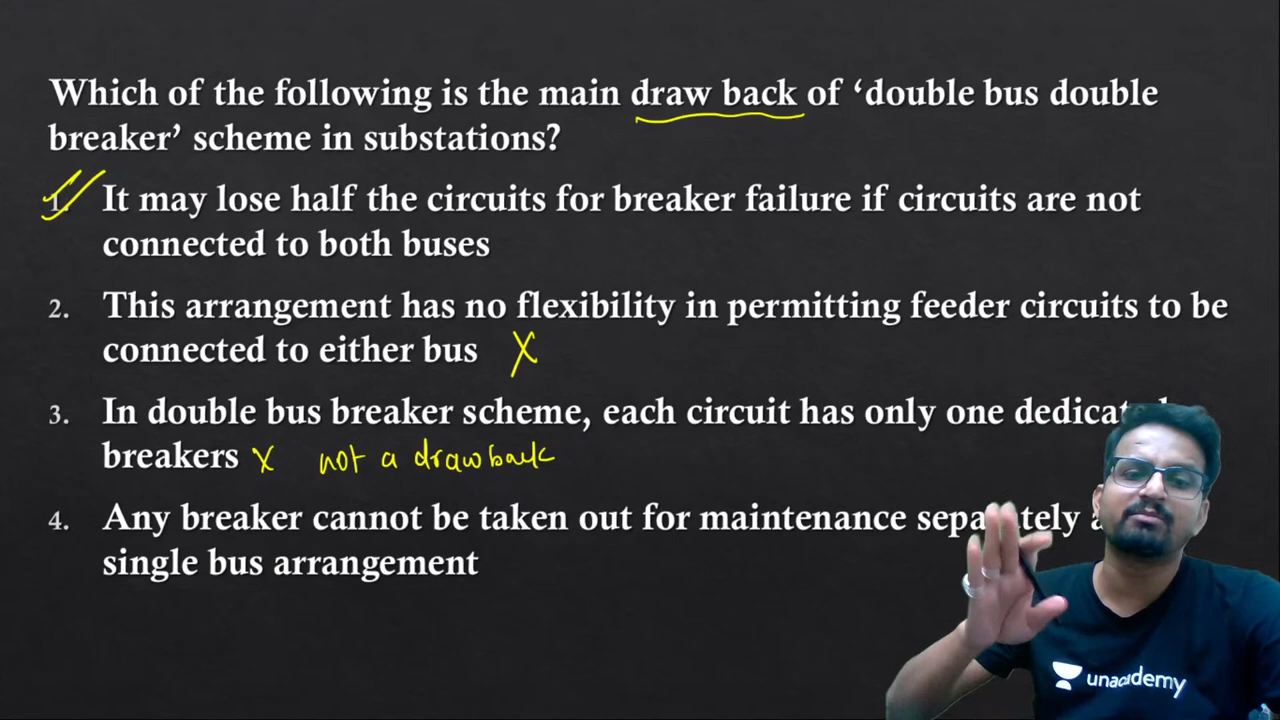 Which of the following is the main draw back of ‘double bus double
breaker’ scheme in substations?
1. It may lose half the circuits for breaker failure if circuits are not
connected to both buses
2. This arrangement has no flexibility in permitting feeder circuits to be
connected to either bus X
3. In double bus breaker scheme, each circuit has only one
breakers X not a drawback
4. Any breaker cannot be taken out for maintenance separately
single bus arrangement
unacademy